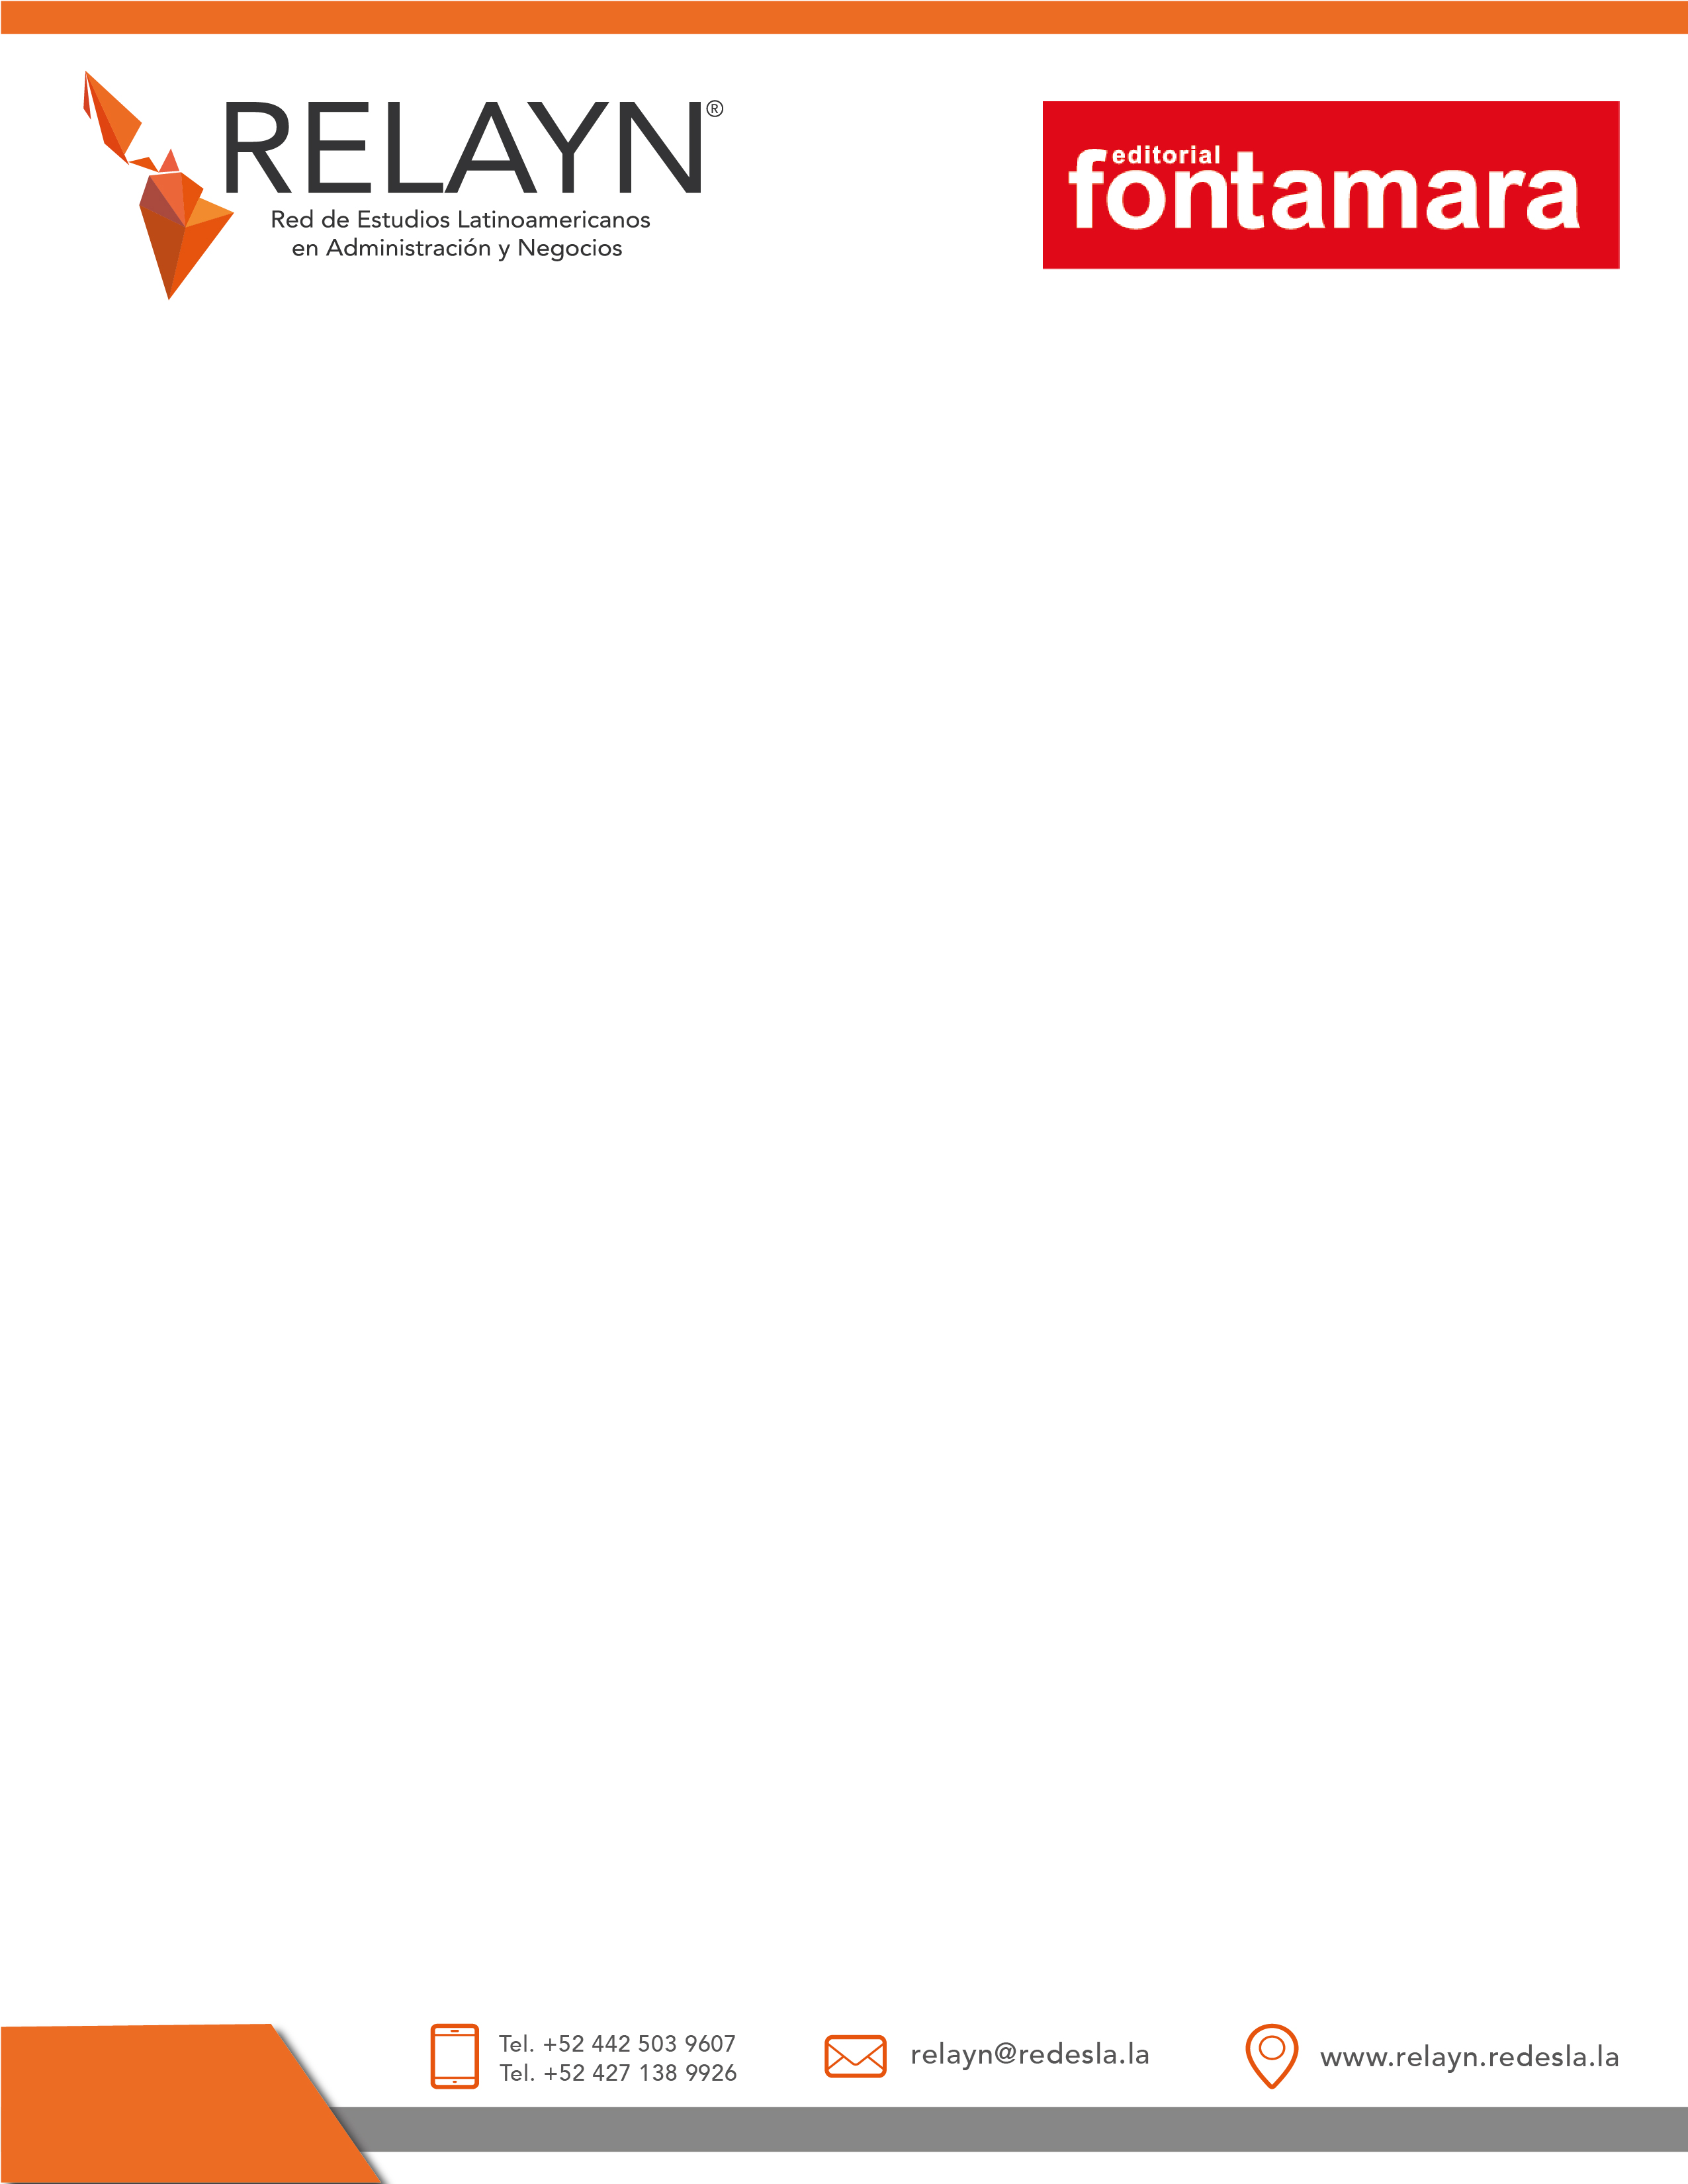 RELAYN®
Red de Estudios Latinoamericanos
en Administración y Negocios
editorial
fontamara
Tel. +52 442 503 9607
Tel. +52 427 138 9926
relayn@redesla.la
www.relayn.redesla.la